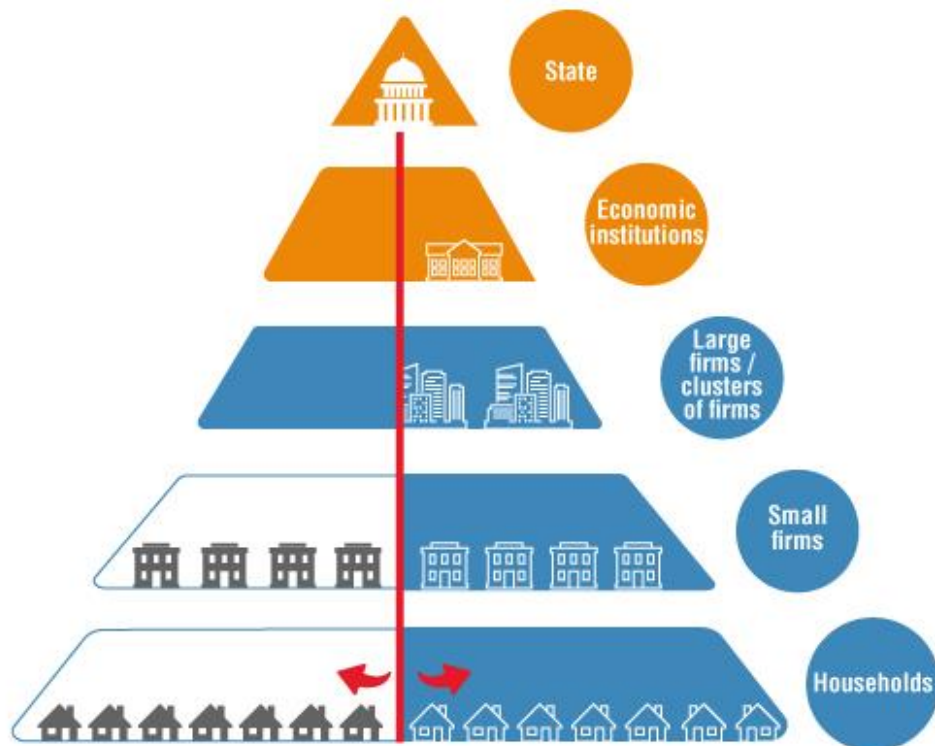 State
Economic
institutions
Large
firms /
clusters
of firms
Small
firms
Households